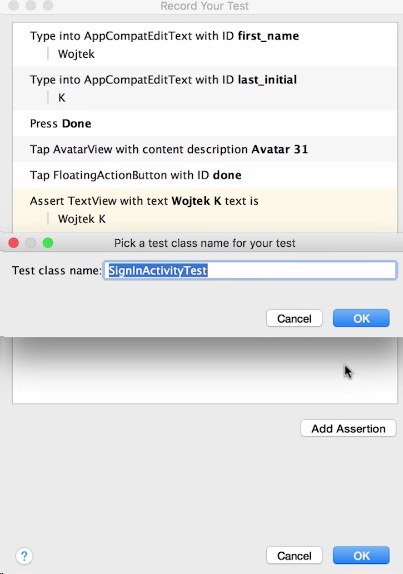 Record Your Test
Type into AppCompatEditText with ID first_name
Wojtek
Type into AppCompatEditText with ID last_initial
K
Press Done
Tap AvatarView with content description Avatar 31
Tap FloatingActionButton with ID done
Assert TextView with text Wojtek K text is
Wojtek K
Pick a test class name for your test
Test class name: SignInActivityTest
Cancel OK
Add Assertion
? Cancel OK